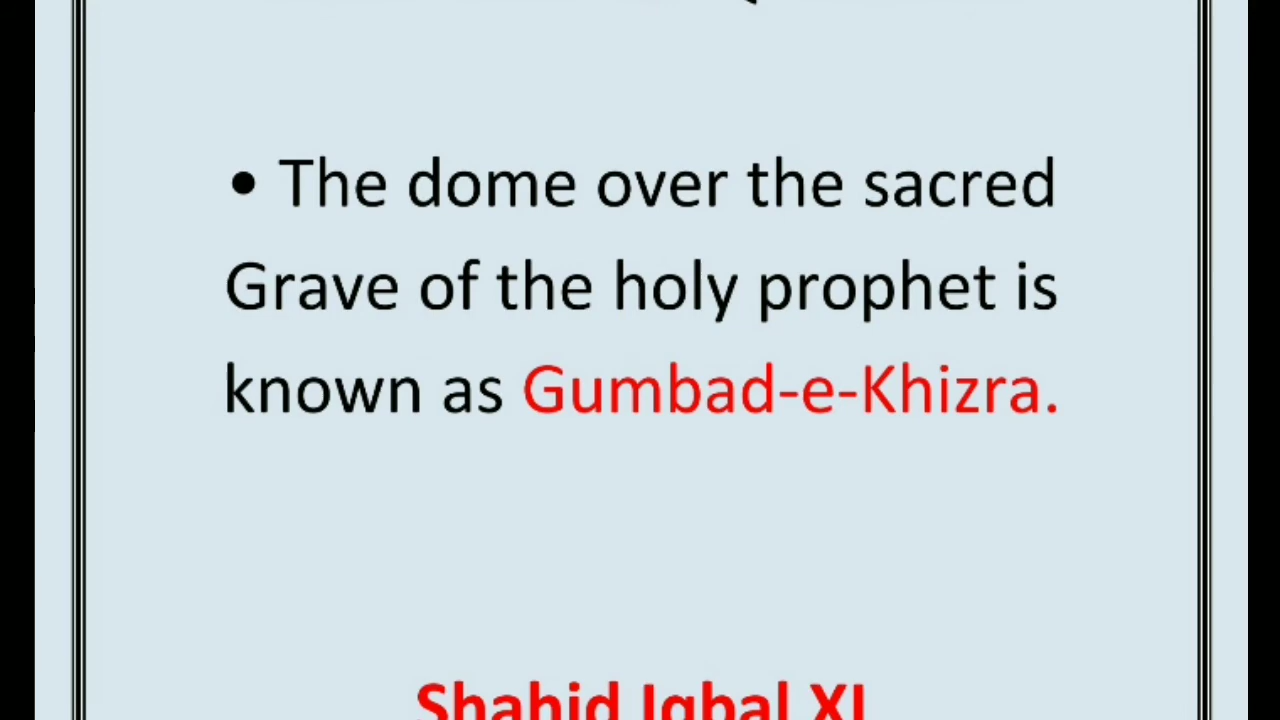 • The dome over the sacred
Grave of the holy prophet is
known as Gumbad-e-Khizra.
Shahid Iqbal XI